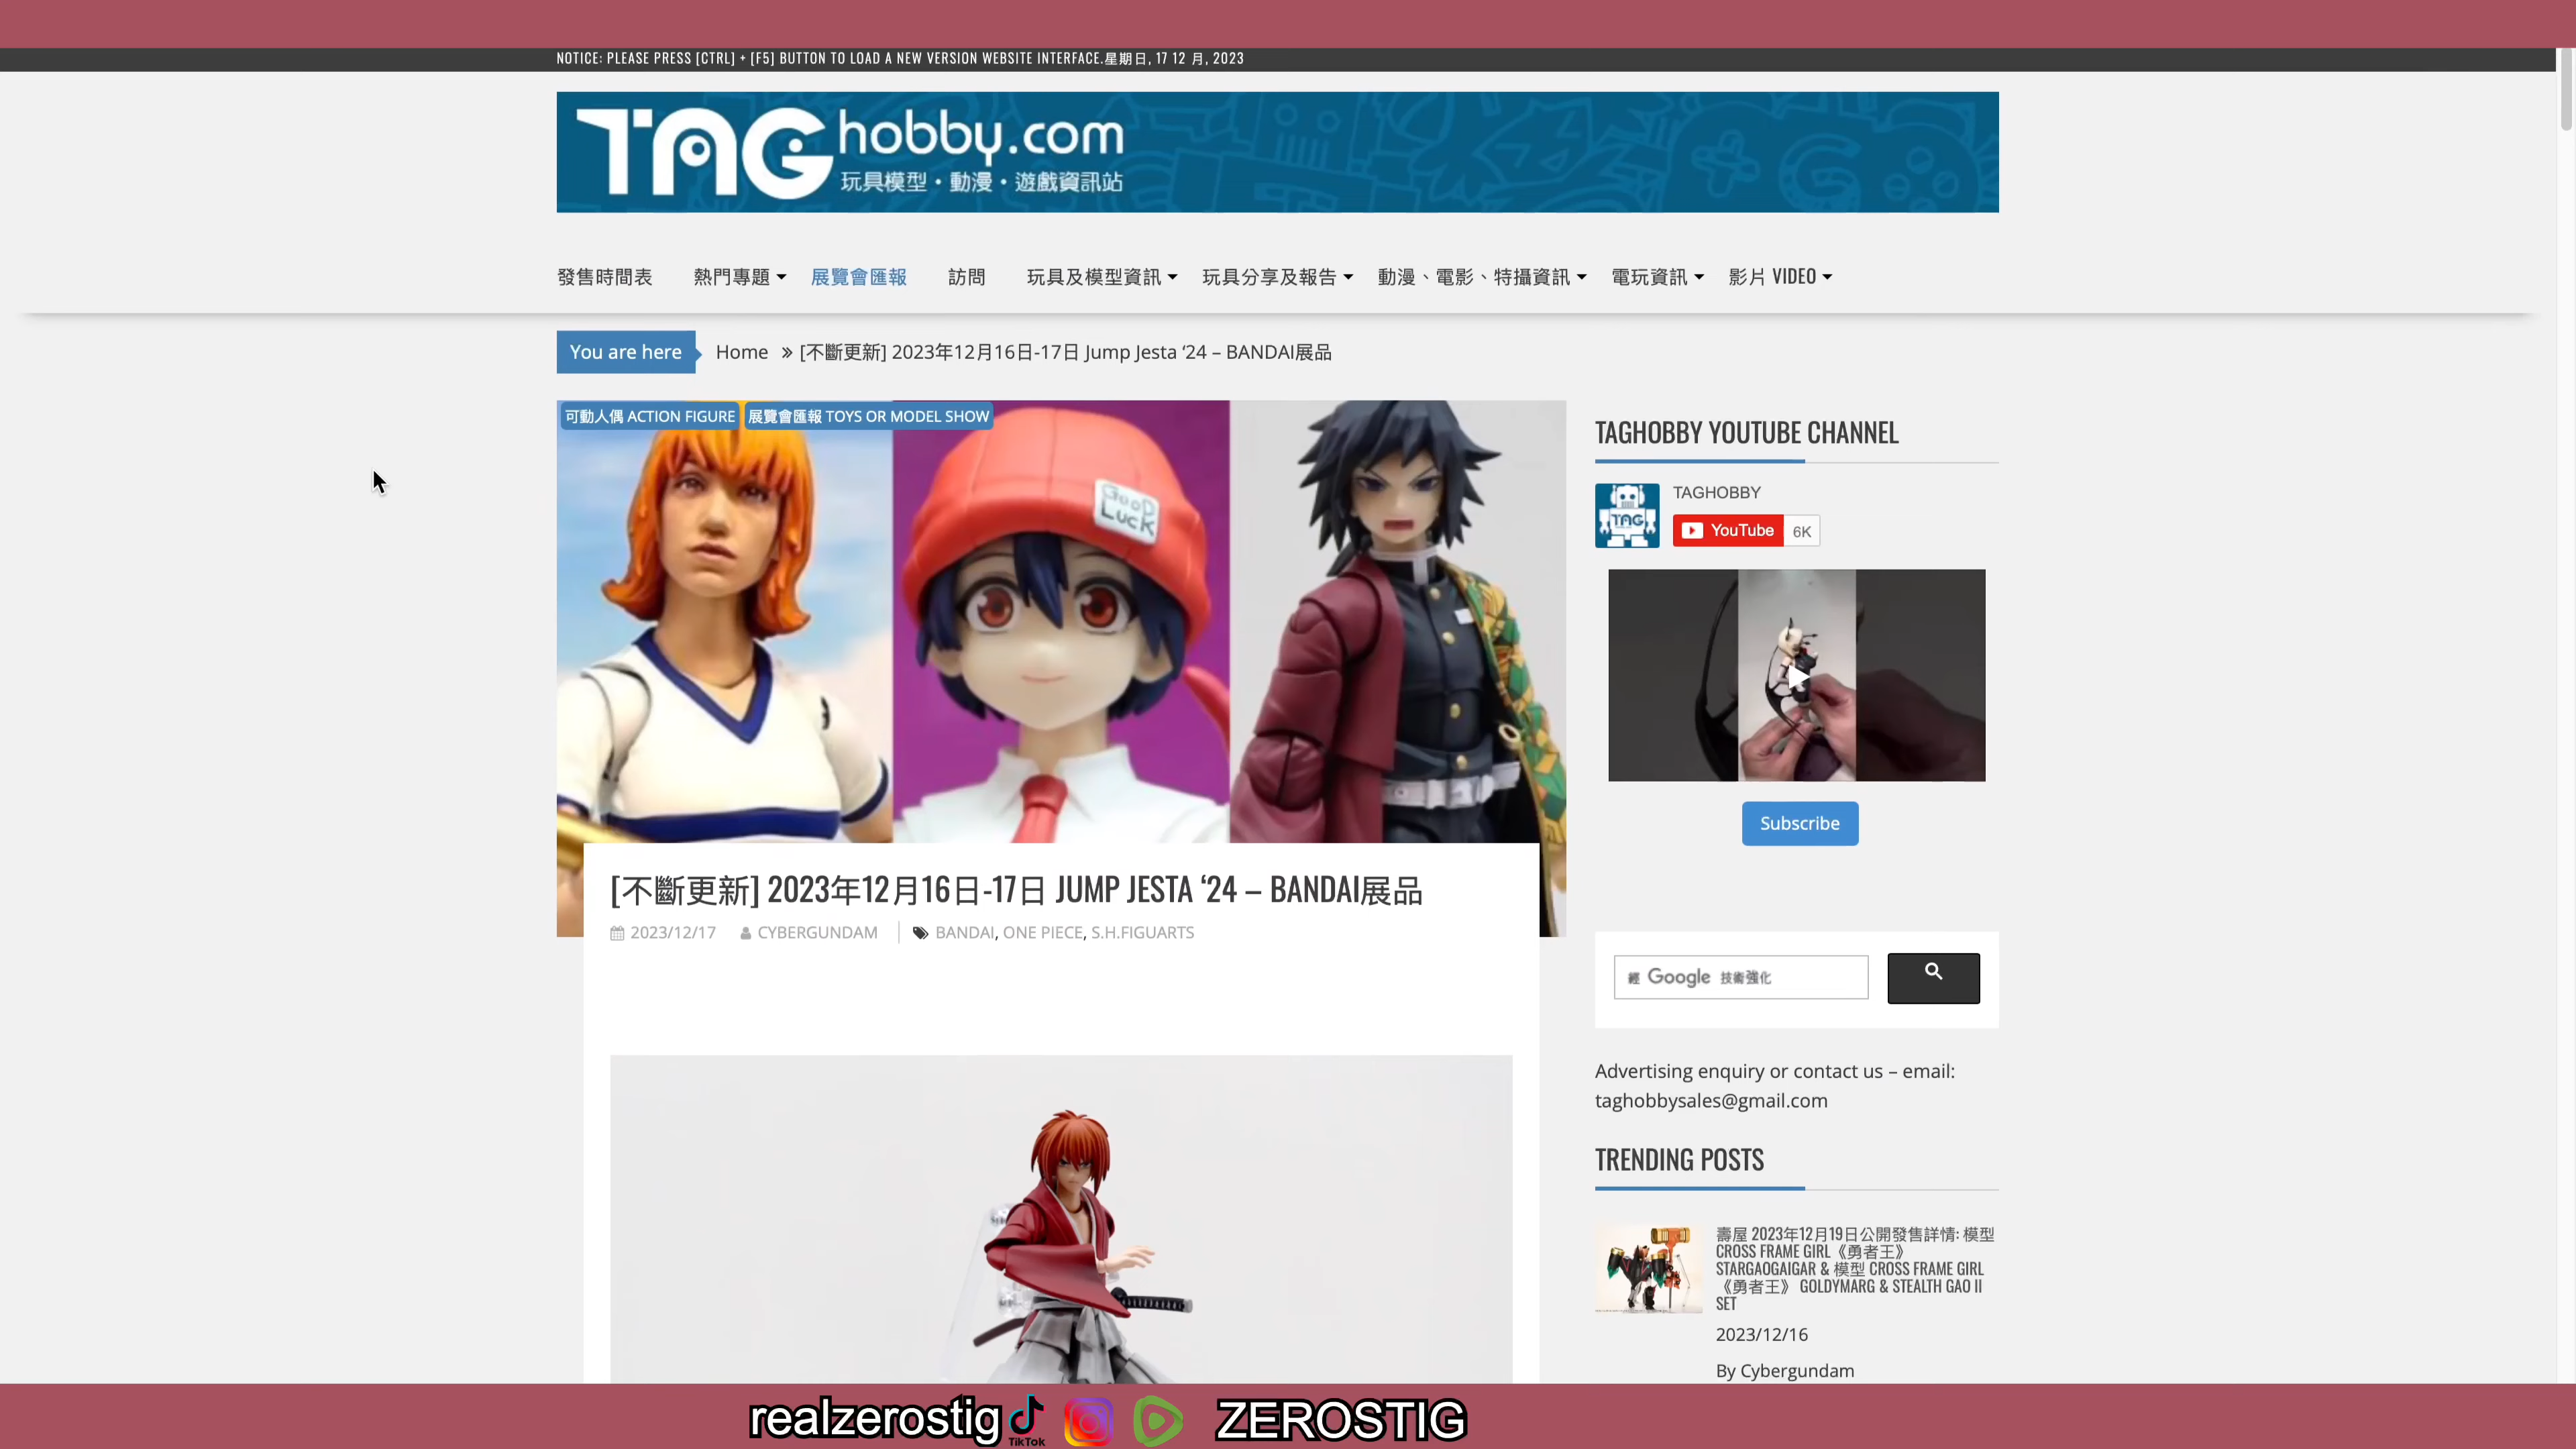 NOTICE: PLEASE PRESS [CTRL] + [F5] BUTTON TO LOAD A NEW VERSION WEBSITE INTERFACE.星期日, 17 12 月, 2023
TAG hobby.com
玩具模型・動漫・遊戲資訊站
發售時間表 熱門專題 展覽會匯報 訪問 玩具及模型資訊 玩具分享及報告 動漫、電影、特攝資訊 電玩資訊 影片 VIDEO
You are here Home » [不斷更新] 2023年12月16日-17日 Jump Jesta ‘24 – BANDAI展品
可動人偶 ACTION FIGURE 展覽會匯報 TOYS OR MODEL SHOW
GooD
LucK
[不斷更新] 2023年12月16日-17日 JUMP JESTA ‘24 – BANDAI展品
2023/12/17 CYBERGUNDAM BANDAI, ONE PIECE, S.H.FIGUARTS
TAGHOBBY YOUTUBE CHANNEL
TAG
TAGHOBBY
YouTube 6K
Subscribe
經 Google 技術強化
Advertising enquiry or contact us – email:
taghobbysales@gmail.com
TRENDING POSTS
壽屋 2023年12月19日公開發售詳情: 模型
CROSS FRAME GIRL《勇者王》
STARGAOGAIGAR & 模型 CROSS FRAME GIRL
《勇者王》 GOLDYMARG & STEALTH GAO II
SET
2023/12/16
By Cybergundam
realzerostig TikTok ZEROSTIG